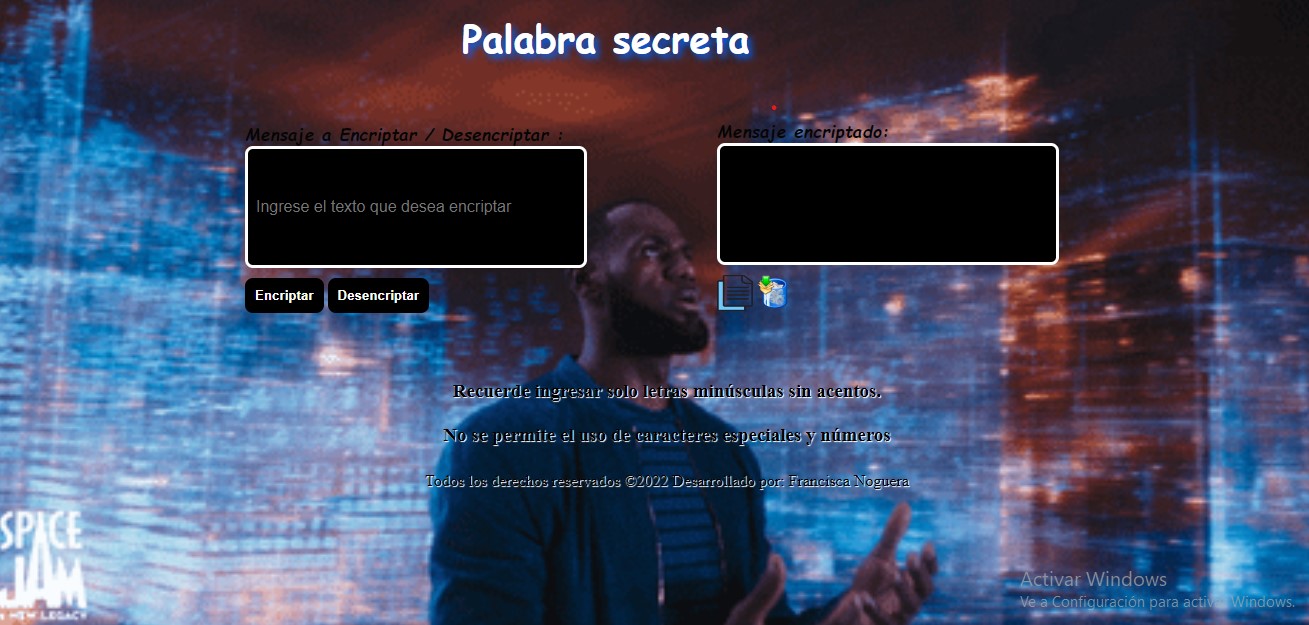 Palabra secreta
Mensaje a Encriptar / Desencriptar :
Mensaje encriptado:
Ingrese el texto que desea encriptar
Encriptar
Desencriptar
Recuerde ingresar solo letras minúsculas sin acentos.
No se permite el uso de caracteres especiales y números
Todos los derechos reservados ©2022 Desarrollado por: Francisca Noguera
SPACE
JAM
A NEW LEGACY
Activar Windows
Ve a Configuración para activar Windows.